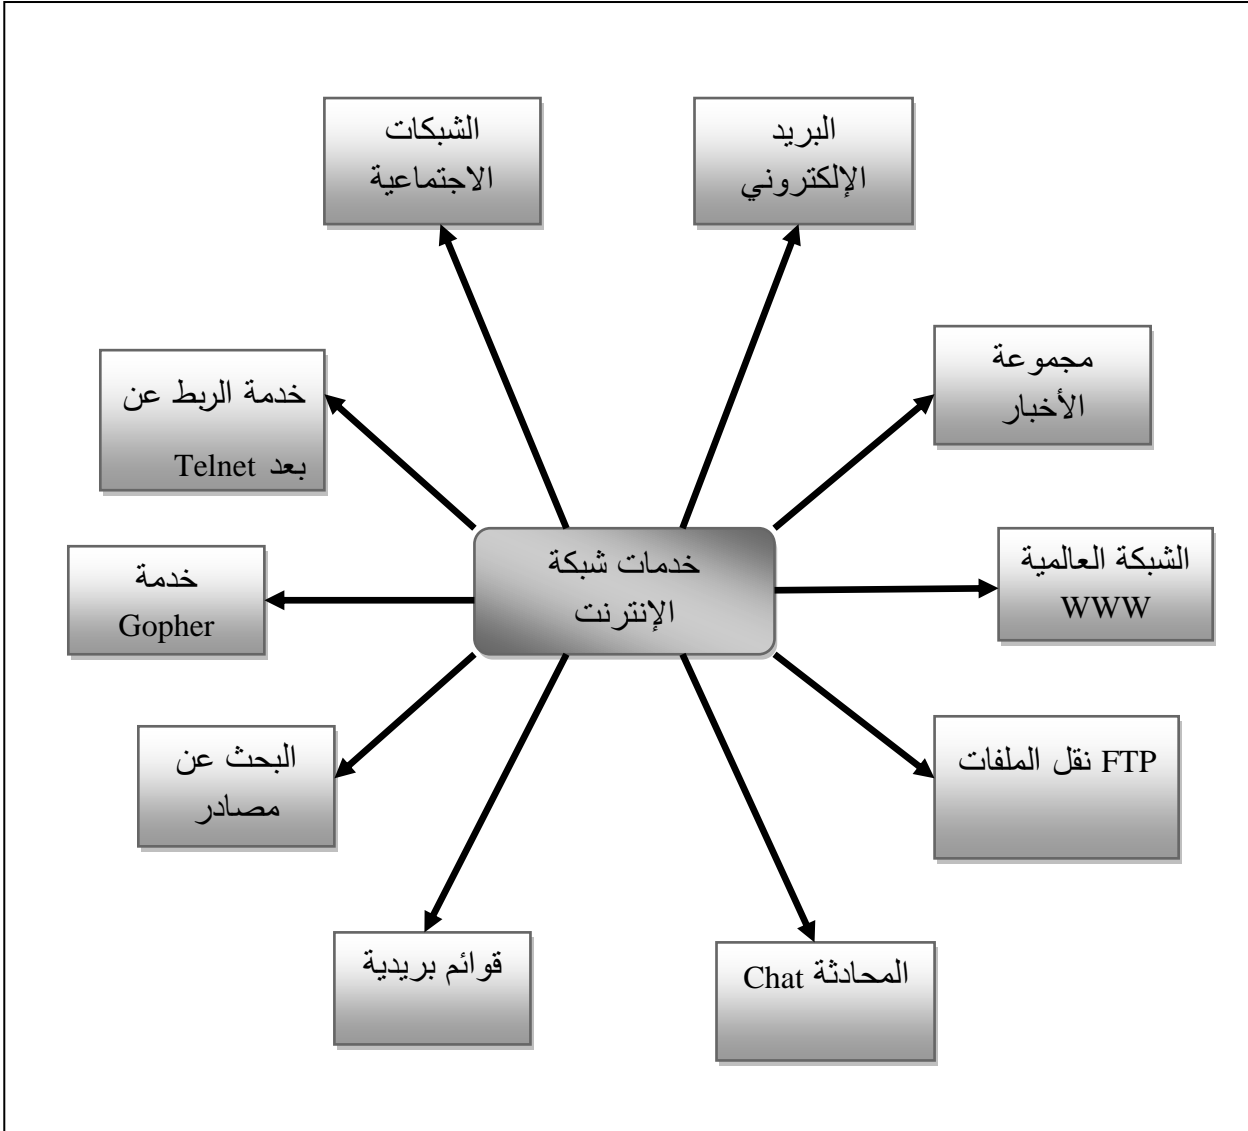 الشبكات
الاجتماعية
البريد
الإلكتروني
مجموعة
الأخبار
خدمة الربط عن
بعد Telnet
خدمات شبكة
الإنترنت
الشبكة العالمية
WWW
خدمة
Gopher
البحث عن
مصادر
FTP نقل الملفات
قوائم بريدية
المحادثة Chat